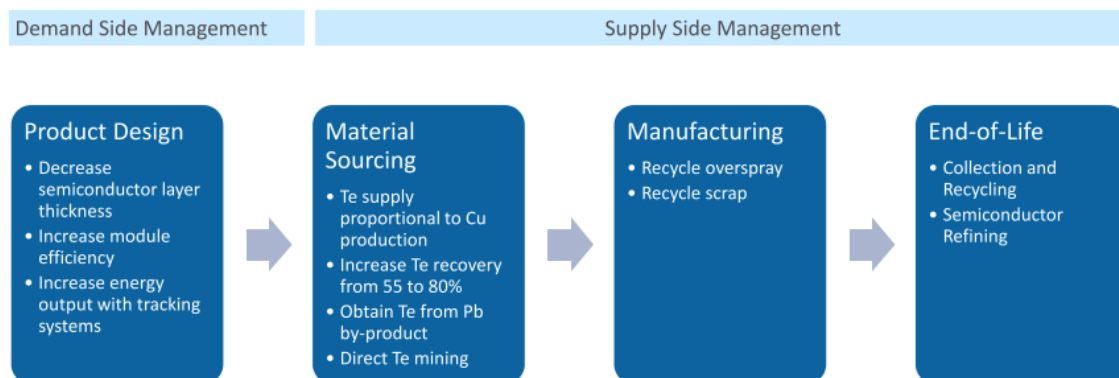 Demand Side Management
Supply Side Management
Product Design
• Decrease
semiconductor layer
thickness
• Increase module
efficiency
• Increase energy
output with tracking
systems
Material
Sourcing
• Te supply
proportional to Cu
production
• Increase Te recovery
from 55 to 80%
• Obtain Te from Pb
by-product
• Direct Te mining
Manufacturing
• Recycle overspray
• Recycle scrap
End-of-Life
• Collection and
Recycling
• Semiconductor
Refining